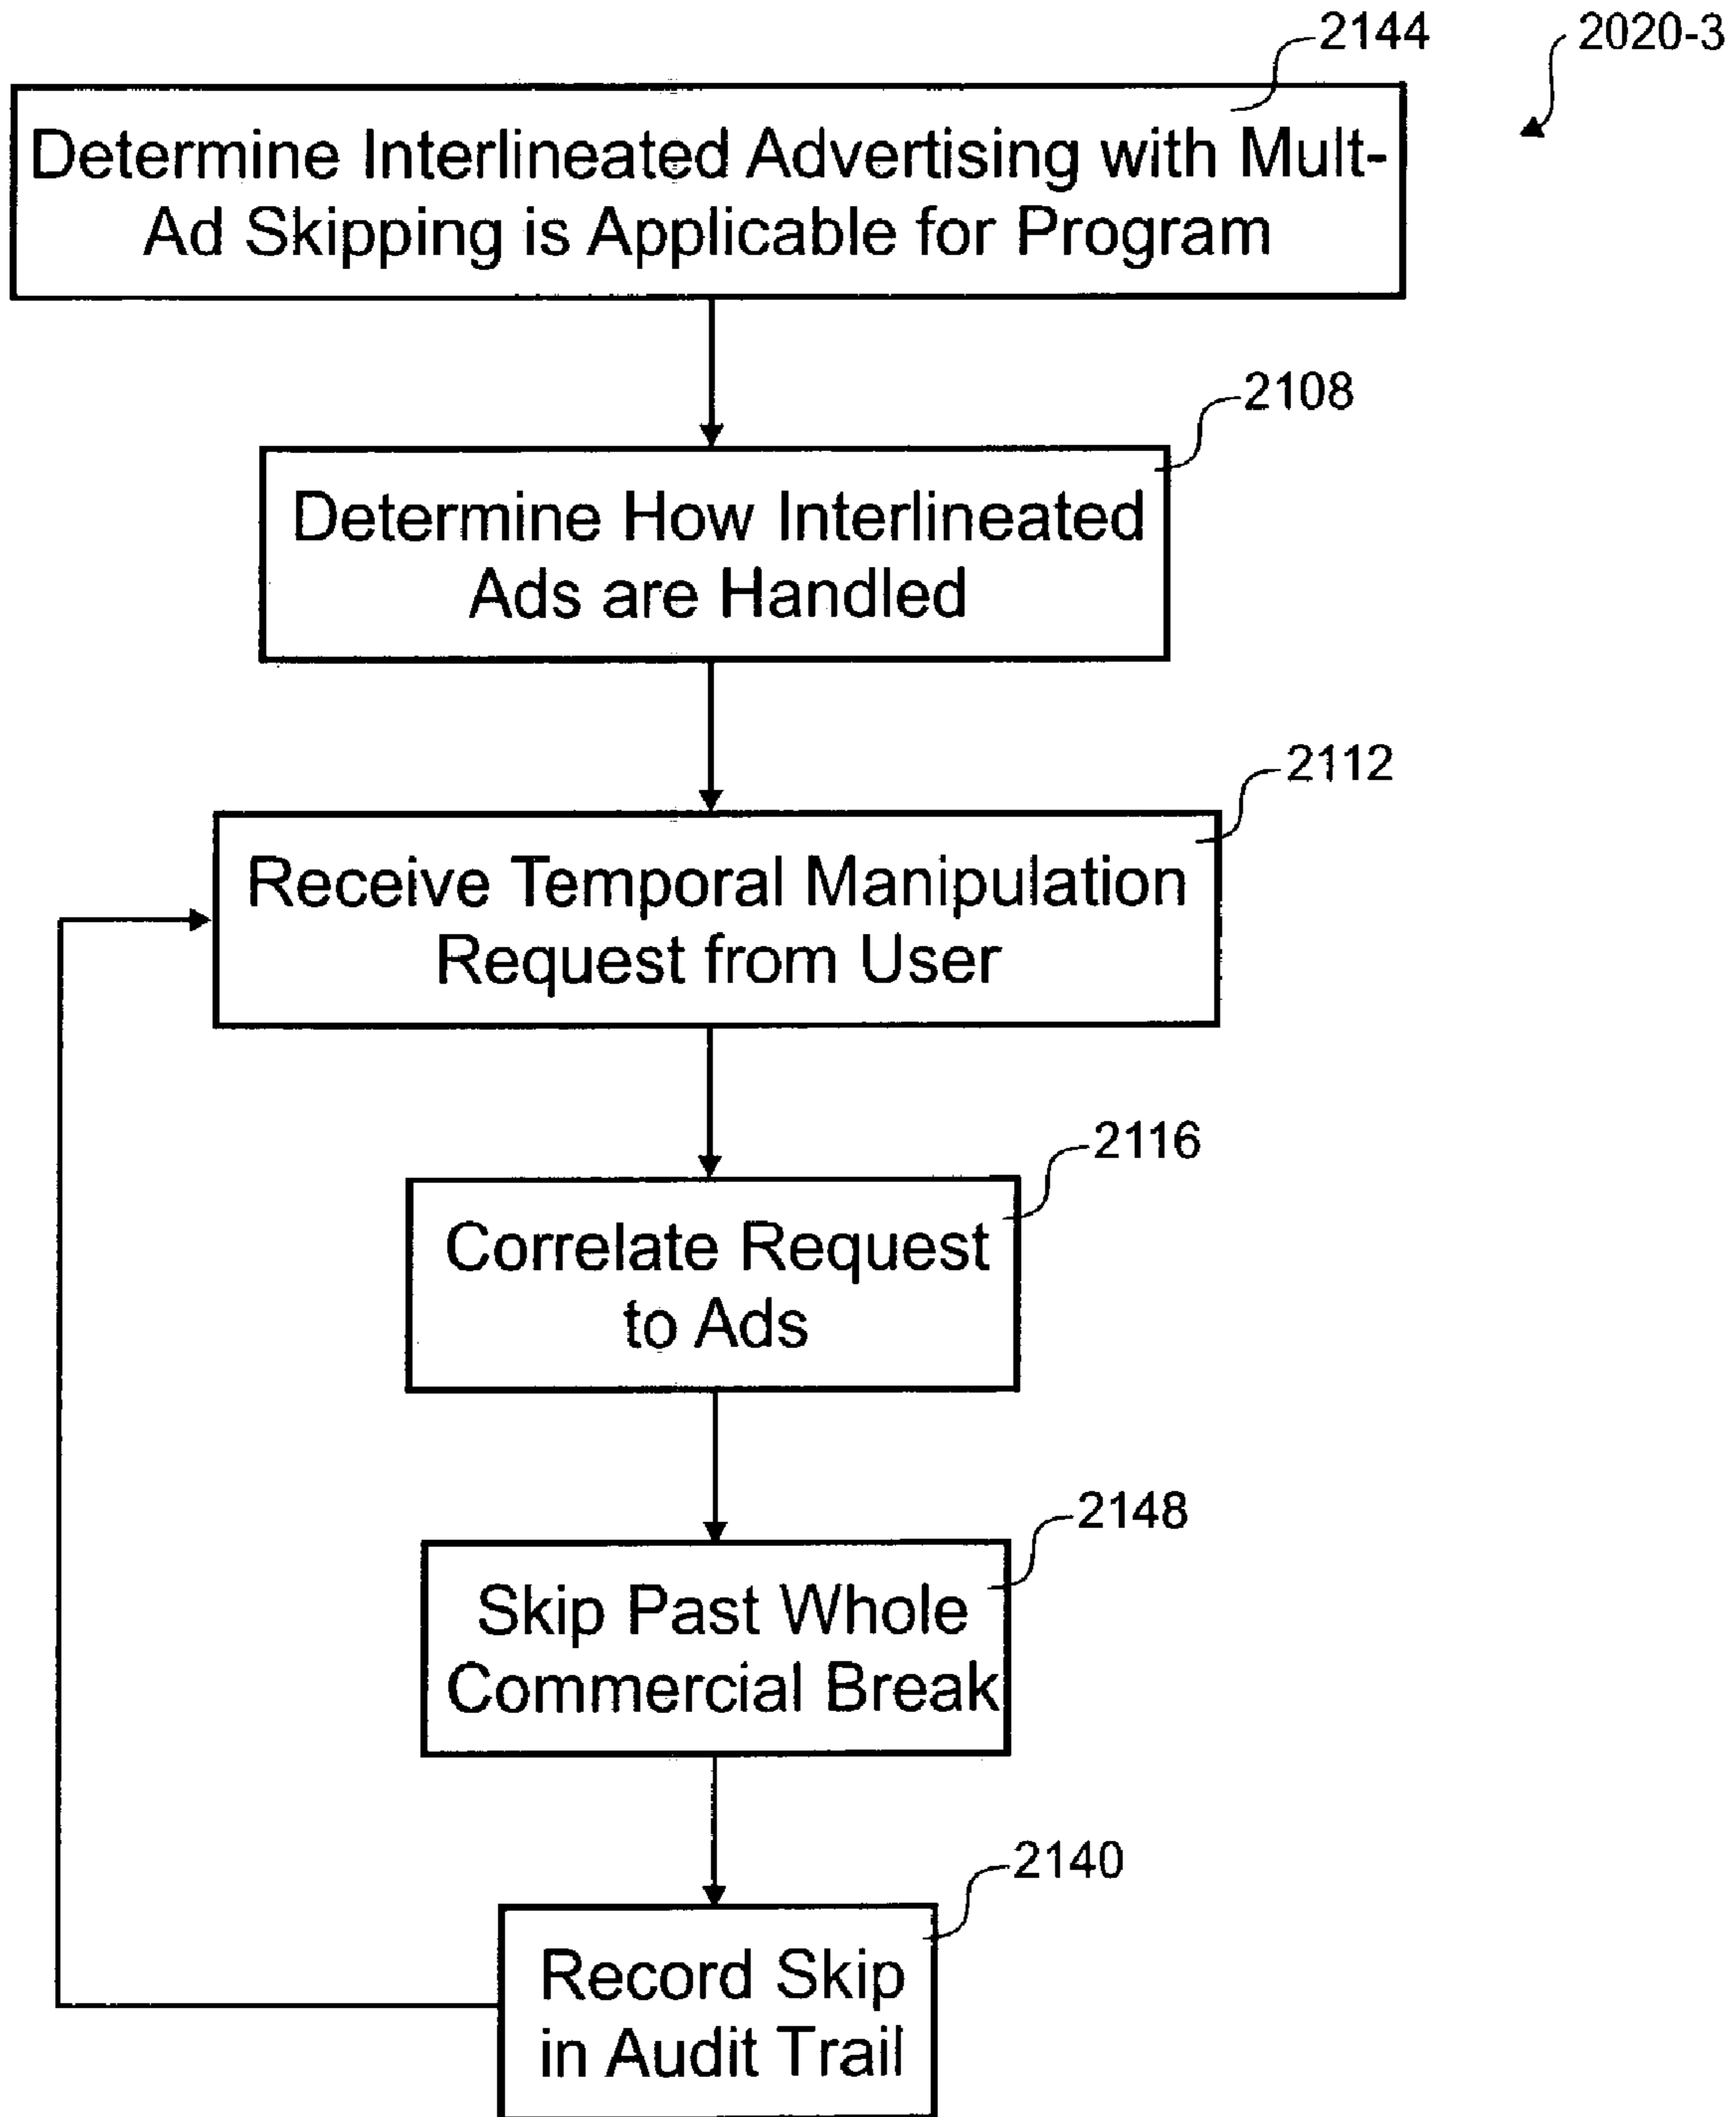 2144
2020-3
Determine Interlineated Advertising with Mult-
Ad Skipping is Applicable for Program
2108
Determine How Interlineated
Ads are Handled
2112
Receive Temporal Manipulation
Request from User
2116
Correlate Request
to Ads
2148
Skip Past Whole
Commercial Break
2140
Record Skip
in Audit Trail